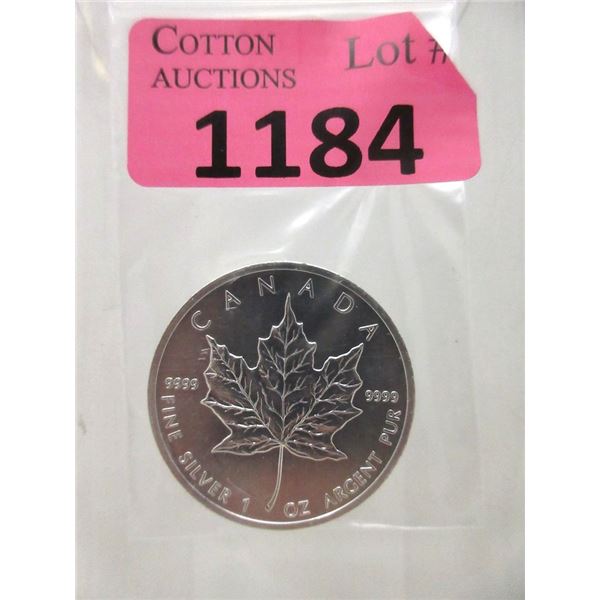 COTTON Lot #
AUCTIONS
1184
CANADA
9999 9999
FINE SILVER 1 OZ ARGENT PUR